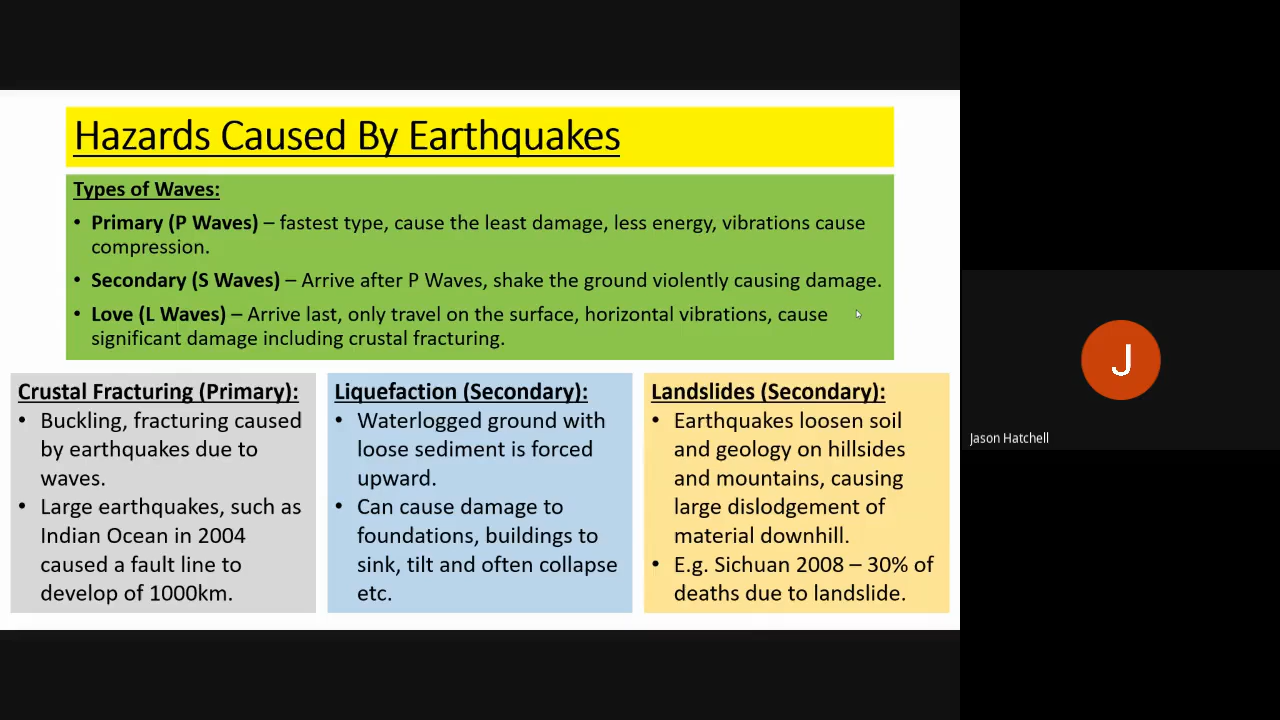 Hazards Caused By Earthquakes
Types of Waves:
• Primary (P Waves) – fastest type, cause the least damage, less energy, vibrations cause
compression.
• Secondary (S Waves) – Arrive after P Waves, shake the ground violently causing damage.
• Love (L Waves) – Arrive last, only travel on the surface, horizontal vibrations, cause
significant damage including crustal fracturing.
Crustal Fracturing (Primary):
• Buckling, fracturing caused
by earthquakes due to
waves.
• Large earthquakes, such as
Indian Ocean in 2004
caused a fault line to
develop of 1000km.
Liquefaction (Secondary):
• Waterlogged ground with
loose sediment is forced
upward.
• Can cause damage to
foundations, buildings to
sink, tilt and often collapse
etc.
Landslides (Secondary):
• Earthquakes loosen soil
and geology on hillsides
and mountains, causing
large dislodgement of
material downhill.
• E.g. Sichuan 2008 – 30% of
deaths due to landslide.
J
Jason Hatchell